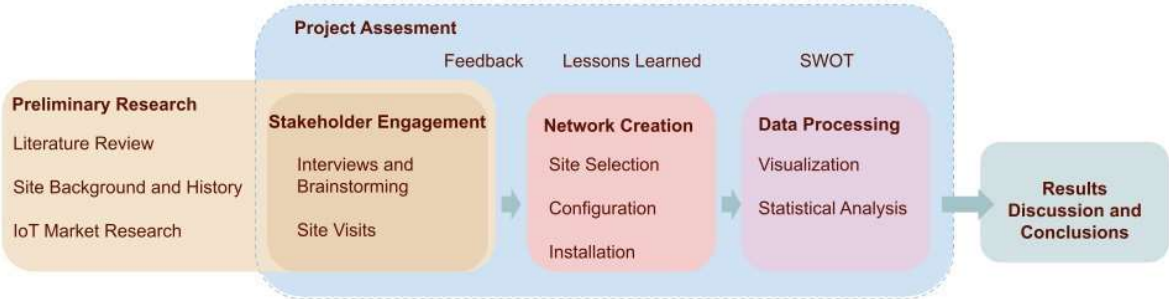 Project Assesment
Feedback
Lessons Learned
SWOT
Preliminary Research
Literature Review
Site Background and History
IoT Market Research
Stakeholder Engagement
Interviews and
Brainstorming
Site Visits
Network Creation
Site Selection
Configuration
Installation
Data Processing
Visualization
Statistical Analysis
Results
Discussion and
Conclusions